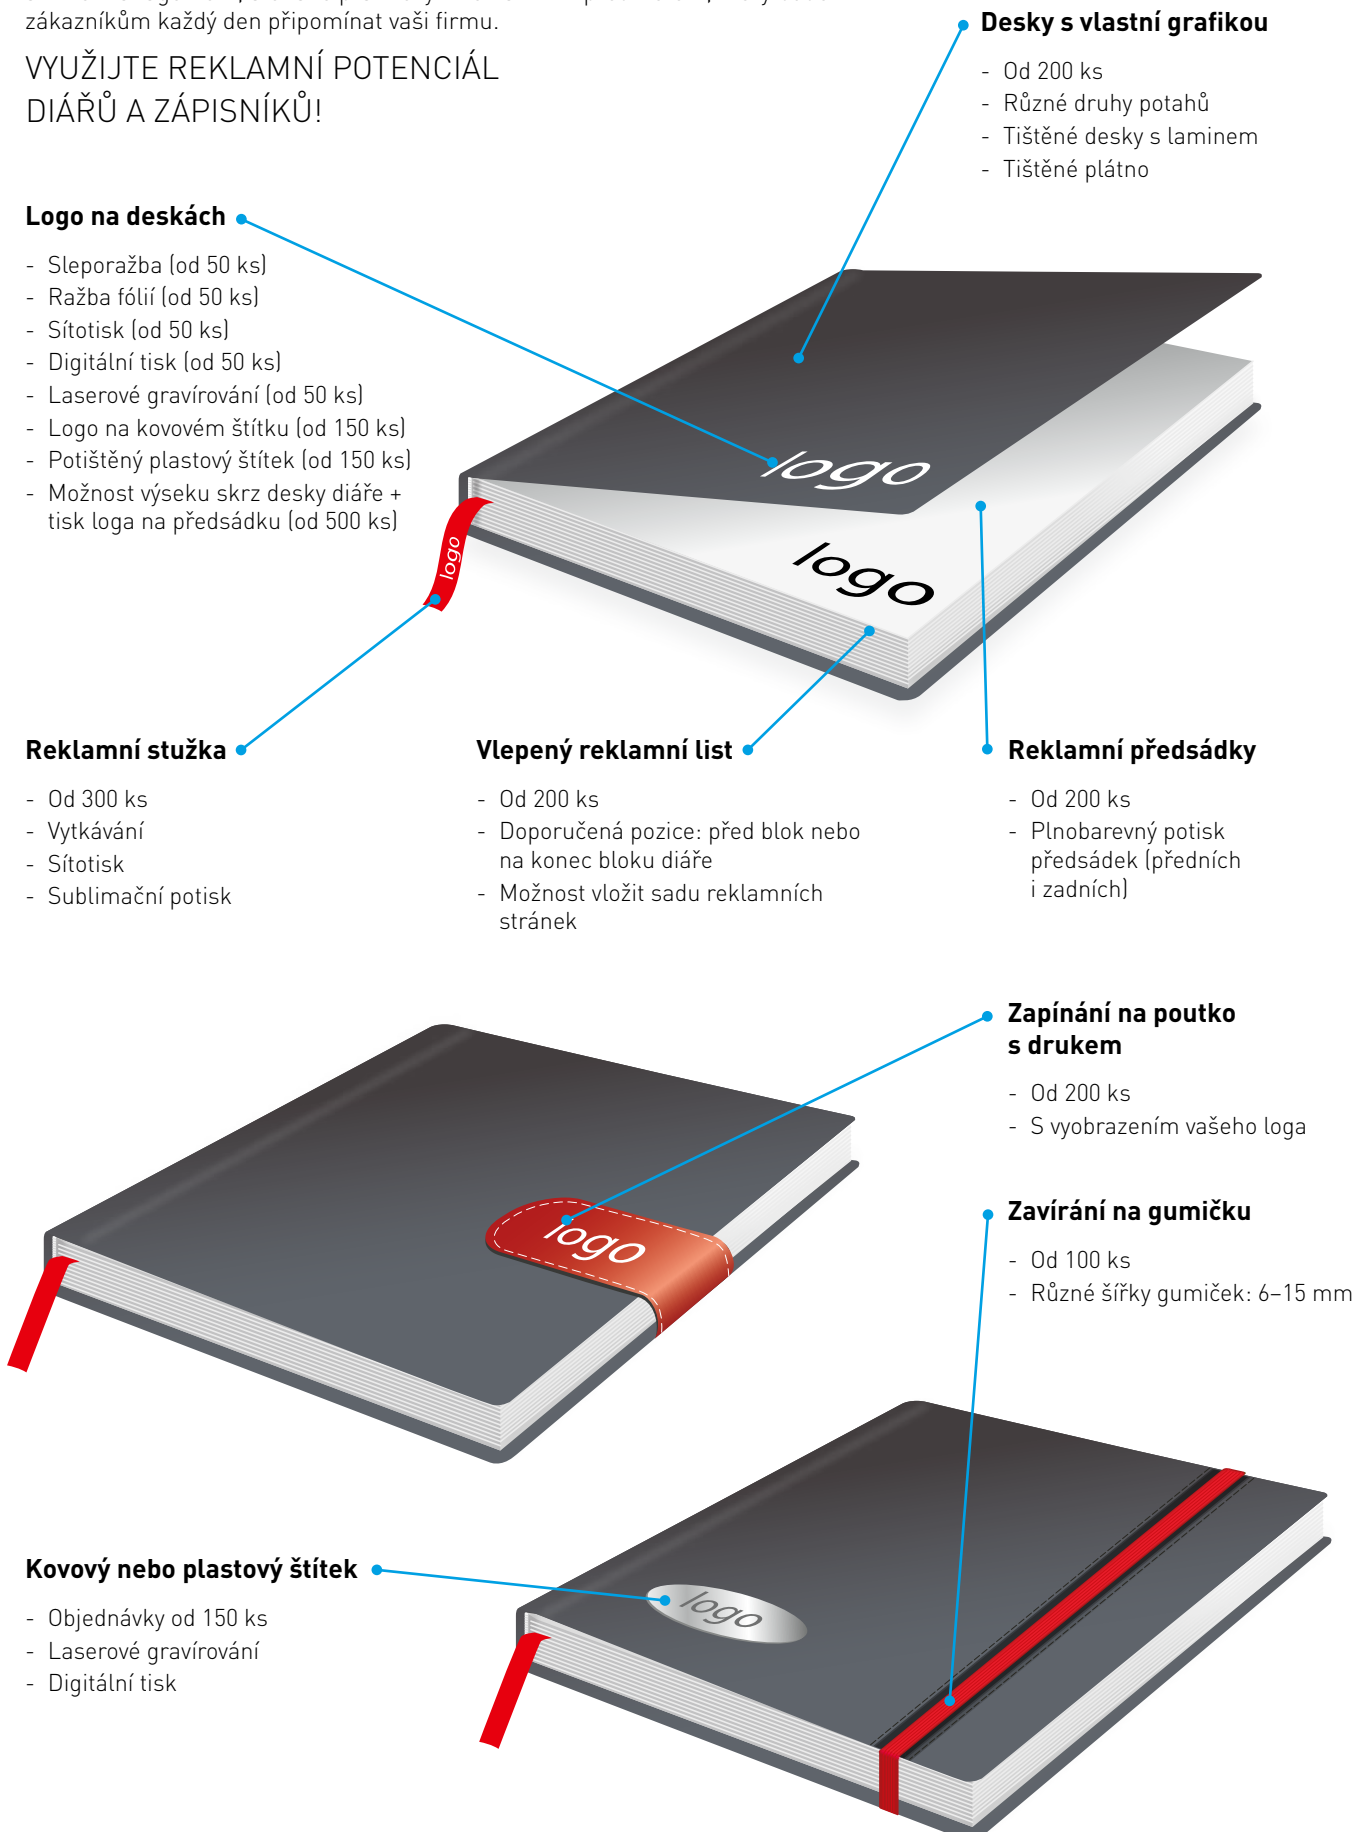 zákazníkům každý den připomínat vaši firmu.
VYUŽIJTE REKLAMNÍ POTENCIÁL
DIÁŘŮ A ZÁPISNÍKŮ!
Desky s vlastní grafikou
- Od 200 ks
- Různé druhy potahů
- Tištěné desky s laminem
- Tištěné plátno
Logo na deskách
- Sleporažba (od 50 ks)
- Ražba fólií (od 50 ks)
- Sítotisk (od 50 ks)
- Digitální tisk (od 50 ks)
- Laserové gravírování (od 50 ks)
- Logo na kovovém štítku (od 150 ks)
- Potištěný plastový štítek (od 150 ks)
- Možnost výseku skrz desky diáře +
tisk loga na předsádku (od 500 ks)
logo
logo
logo
Reklamní stužka
- Od 300 ks
- Vytkávání
- Sítotisk
- Sublimační potisk
Vlepený reklamní list
- Od 200 ks
- Doporučená pozice: před blok nebo
na konec bloku diáře
- Možnost vložit sadu reklamních
stránek
Reklamní předsádky
- Od 200 ks
- Plnobarevný potisk
předsádek (předních
i zadních)
Zapínání na poutko
s drukem
- Od 200 ks
- S vyobrazením vašeho loga
logo
Zavírání na gumičku
- Od 100 ks
- Různé šířky gumiček: 6–15 mm
Kovový nebo plastový štítek
- Objednávky od 150 ks
- Laserové gravírování
- Digitální tisk
logo